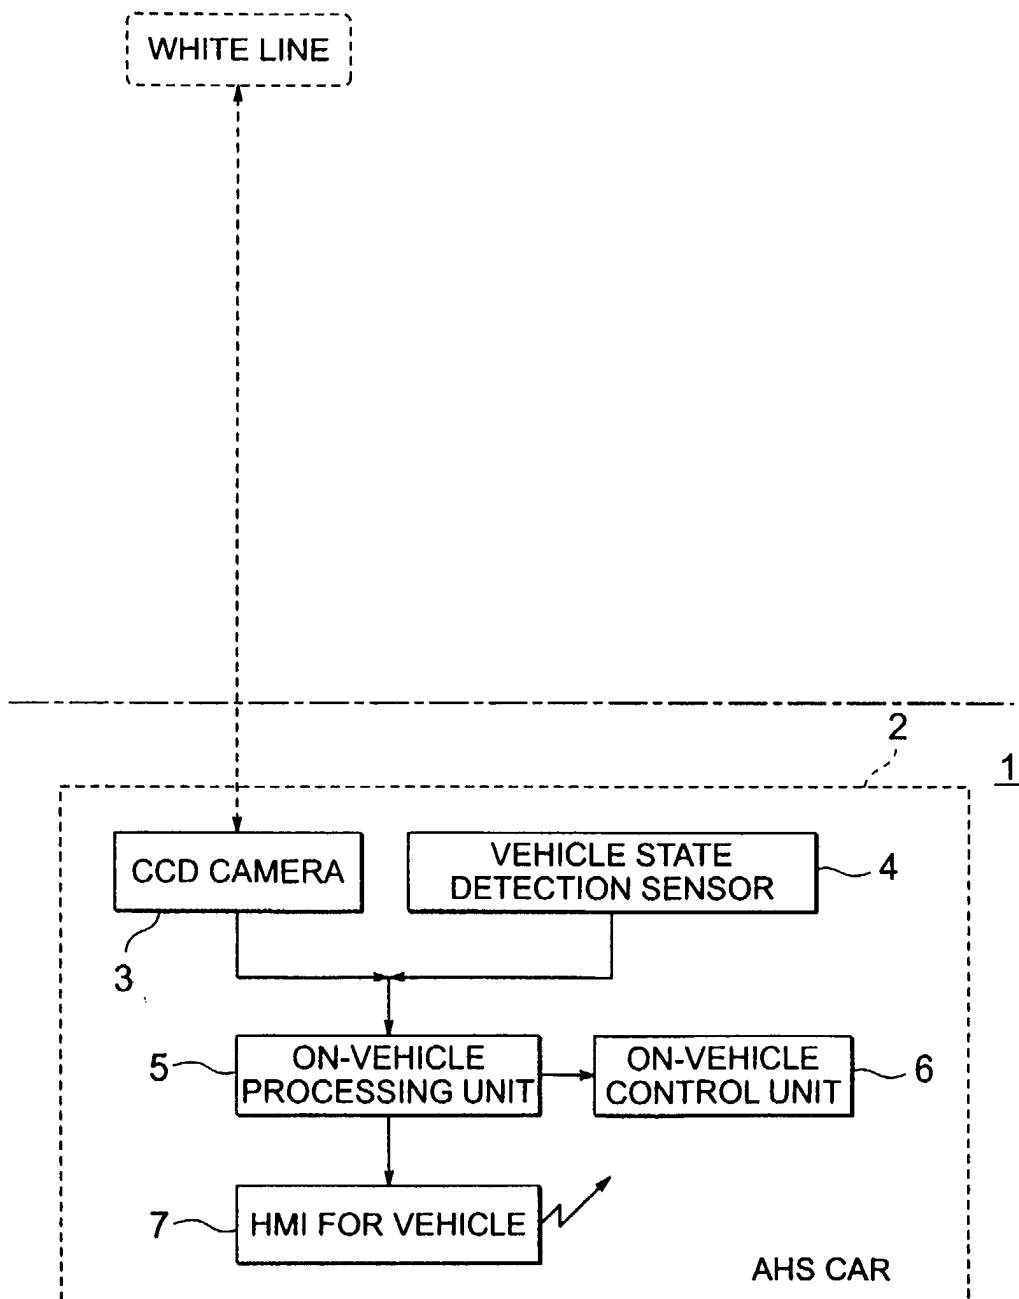 WHITE LINE
2
1
CCD CAMERA
VEHICLE STATE
DETECTION SENSOR
4
3
5
ON-VEHICLE
PROCESSING UNIT
ON-VEHICLE
CONTROL UNIT
6
7
HMI FOR VEHICLE
AHS CAR